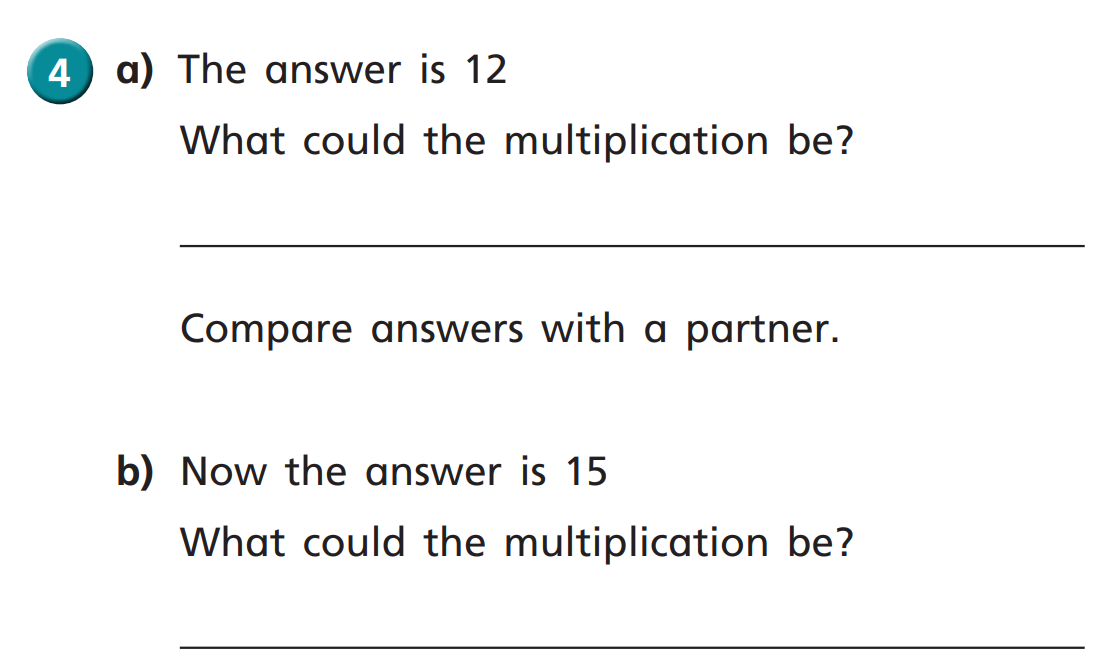 4 a) The answer is 12
What could the multiplication be?
Compare answers with a partner.
b) Now the answer is 15
What could the multiplication be?